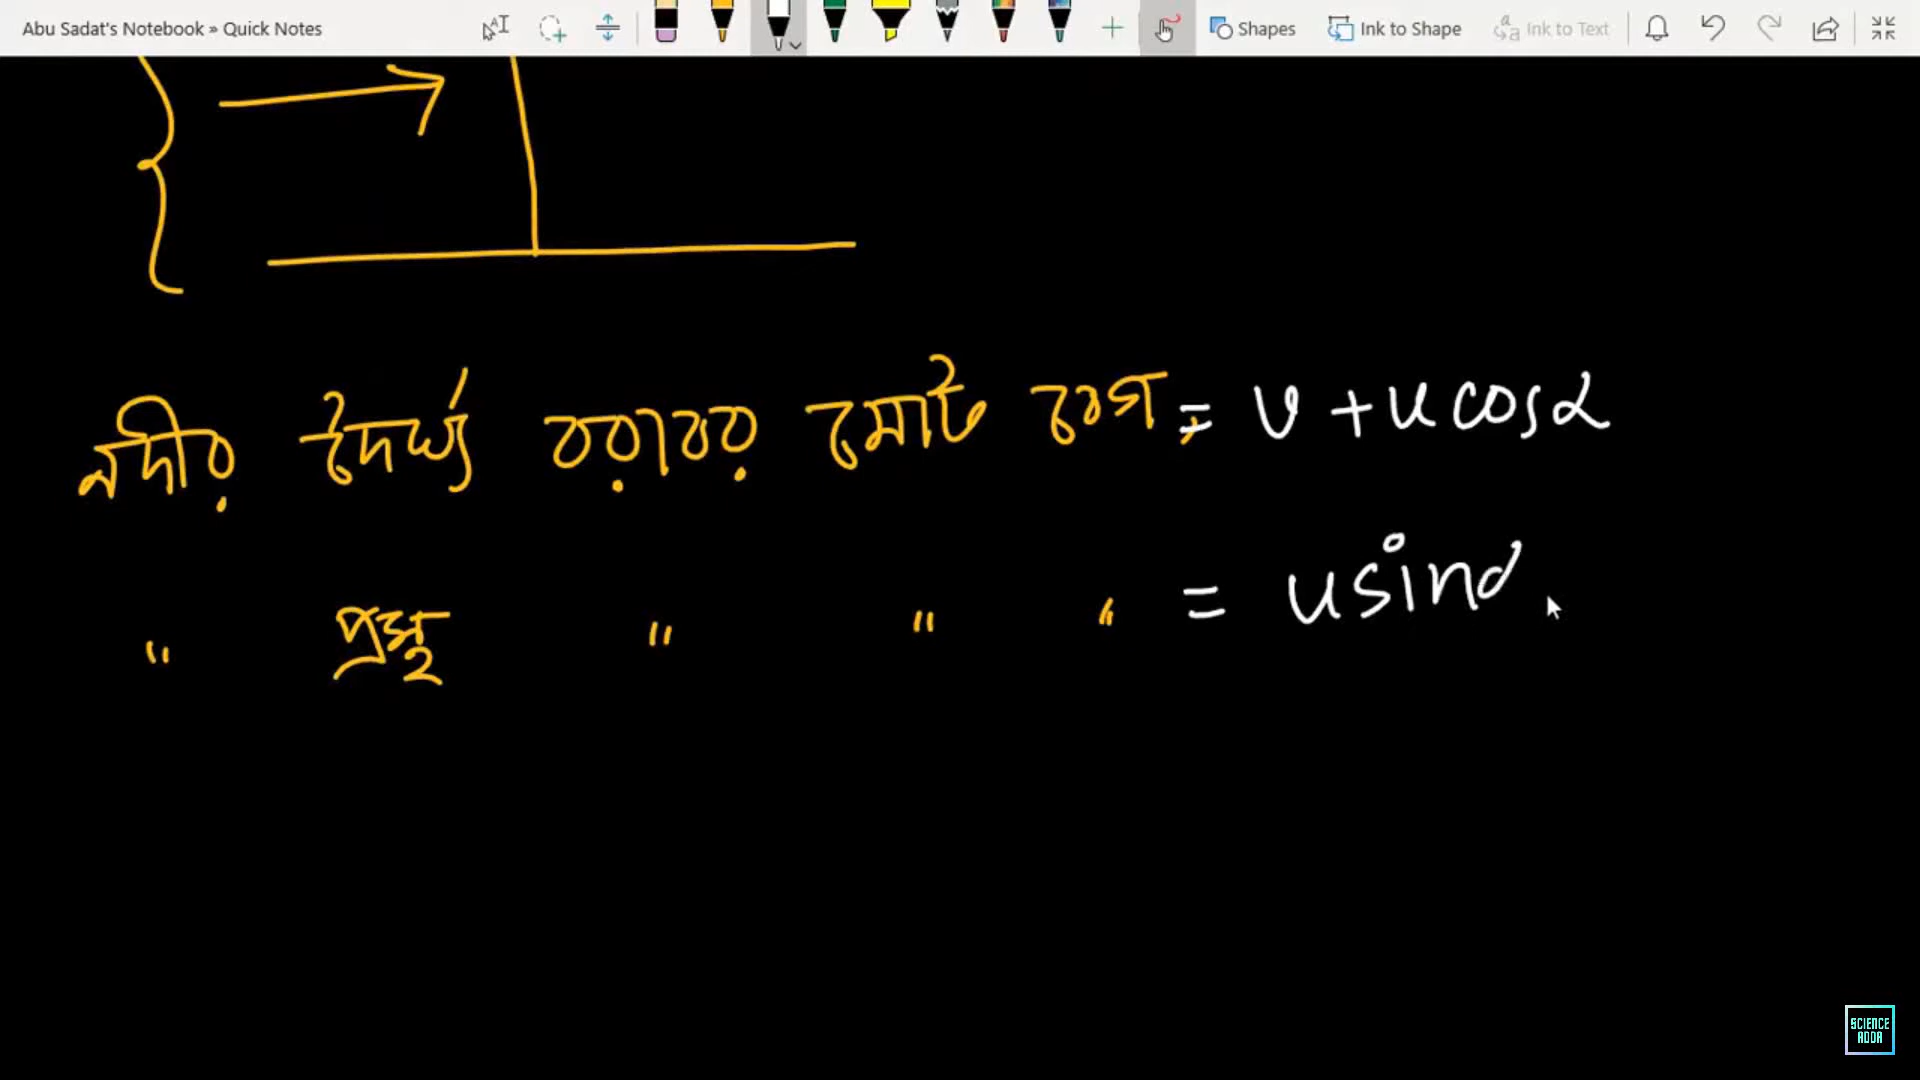 Abu Sadat's Notebook » Quick Notes Shapes Ink to Shape Ink to Text
নদীর দৈর্ঘ্য বরাবর মোট বেগ, = v + u cosα
" প্রস্থ " " " = u sinα
SCIENCE
ADDA